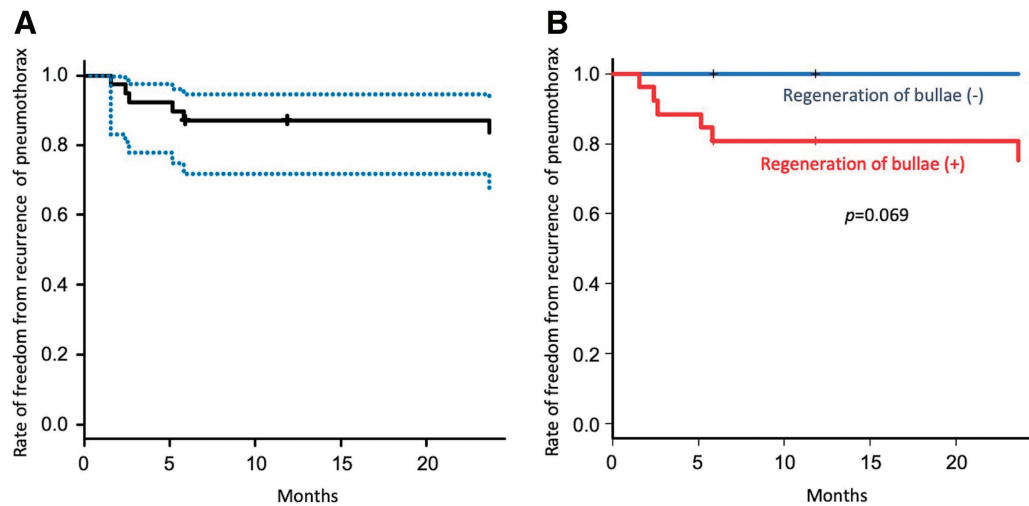 A
Rate of freedom from recurrence of pneumothorax
1.0
0.8
0.6
0.4
0.2
0.0
0 5 10 15 20
Months
B
Rate of freedom from recurrence of pneumothorax
1.0
0.8
0.6
0.4
0.2
0.0
Regeneration of bullae (-)
Regeneration of bullae (+)
p=0.069
0 5 10 15 20
Months